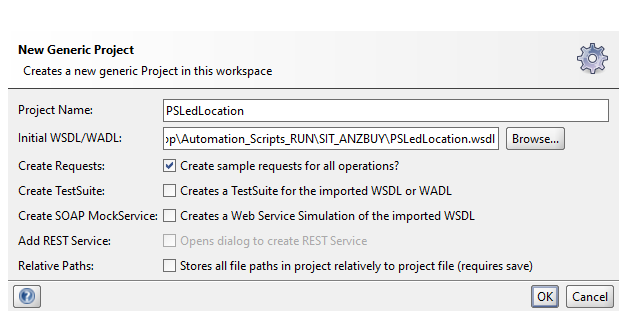 New Generic Project
Creates a new generic Project in this workspace
Project Name: PSLedLocation
Initial WSDL/WADL: op\Automation_Scripts_RUN\SIT_ANZBUY\PSLedLocation.wsdl Browse...
Create Requests: Create sample requests for all operations?
Create TestSuite: Creates a TestSuite for the imported WSDL or WADL
Create SOAP MockService: Creates a Web Service Simulation of the imported WSDL
Add REST Service: Opens dialog to create REST Service
Relative Paths: Stores all file paths in project relatively to project file (requires save)
? OK Cancel